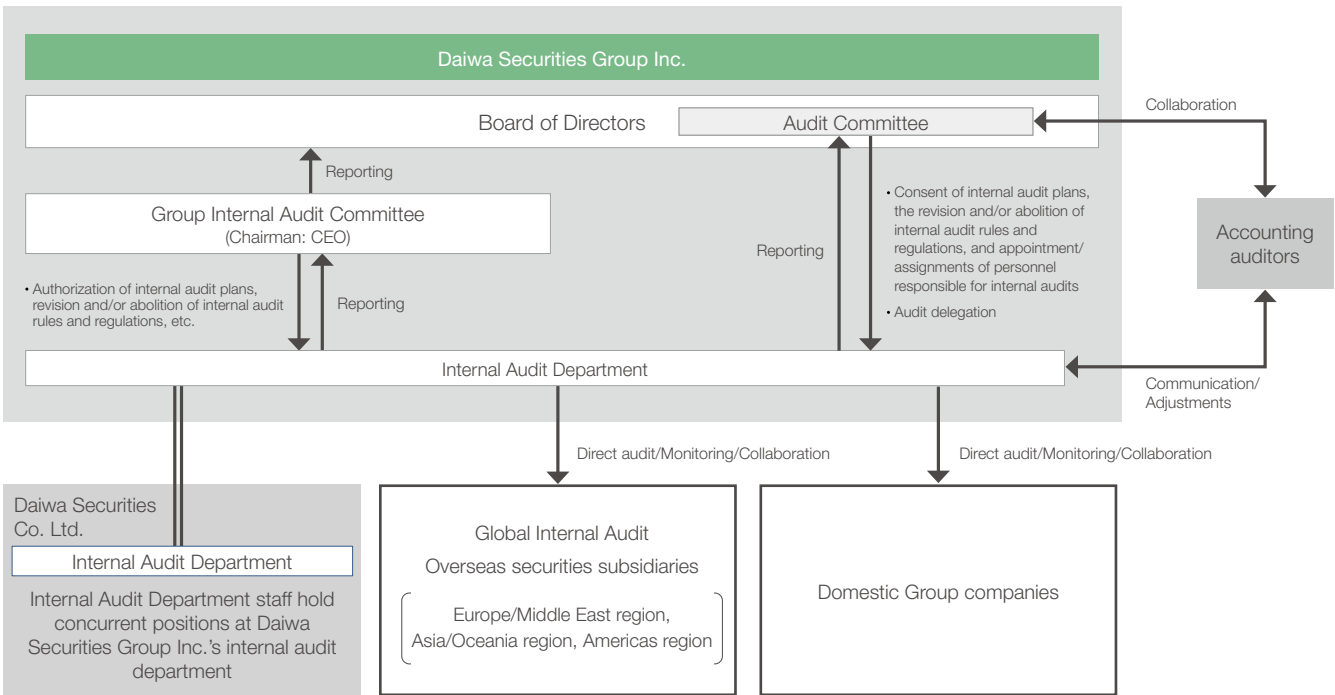 Daiwa Securities Group Inc.
Board of Directors
Audit Committee
Collaboration
Reporting
Group Internal Audit Committee
(Chairman: CEO)
• Authorization of internal audit plans,
revision and/or abolition of internal audit
rules and regulations, etc.
Reporting
Reporting
• Consent of internal audit plans,
the revision and/or abolition of
internal audit rules and
regulations, and appointment/
assignments of personnel
responsible for internal audits
• Audit delegation
Accounting
auditors
Internal Audit Department
Communication/
Adjustments
Direct audit/Monitoring/Collaboration
Direct audit/Monitoring/Collaboration
Daiwa Securities
Co. Ltd.
Internal Audit Department
Internal Audit Department staff hold
concurrent positions at Daiwa
Securities Group Inc.'s internal audit
department
Global Internal Audit
Overseas securities subsidiaries
Europe/Middle East region,
Asia/Oceania region, Americas region
Domestic Group companies